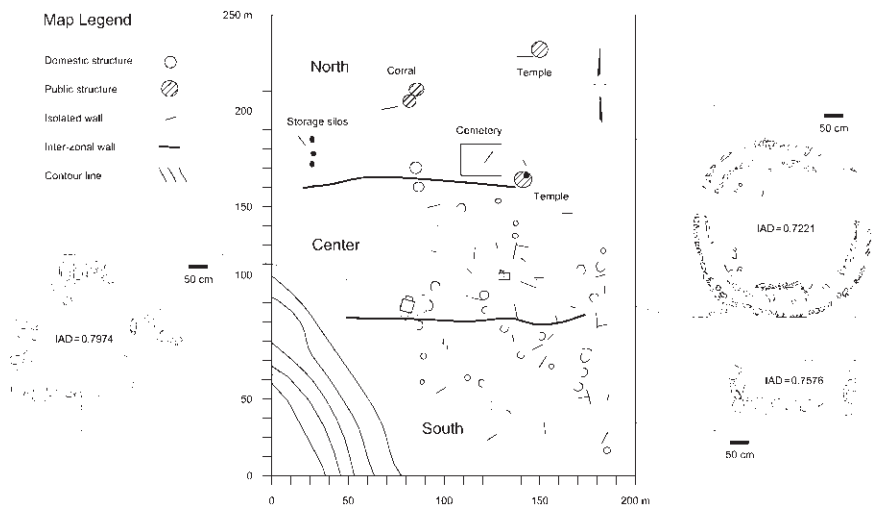 Map Legend
Domestic structure
Public structure
Isolated wall
Inter-zonal wall
Contour line
250 m
200
150
100
50
0
North
Corral
Temple
Storage silos
Cemetery
Temple
Center
South
0
50
100
150
200 m
50 cm
IAD=0.7974
50 cm
IAD=0.7221
IAD=0.7576
50 cm